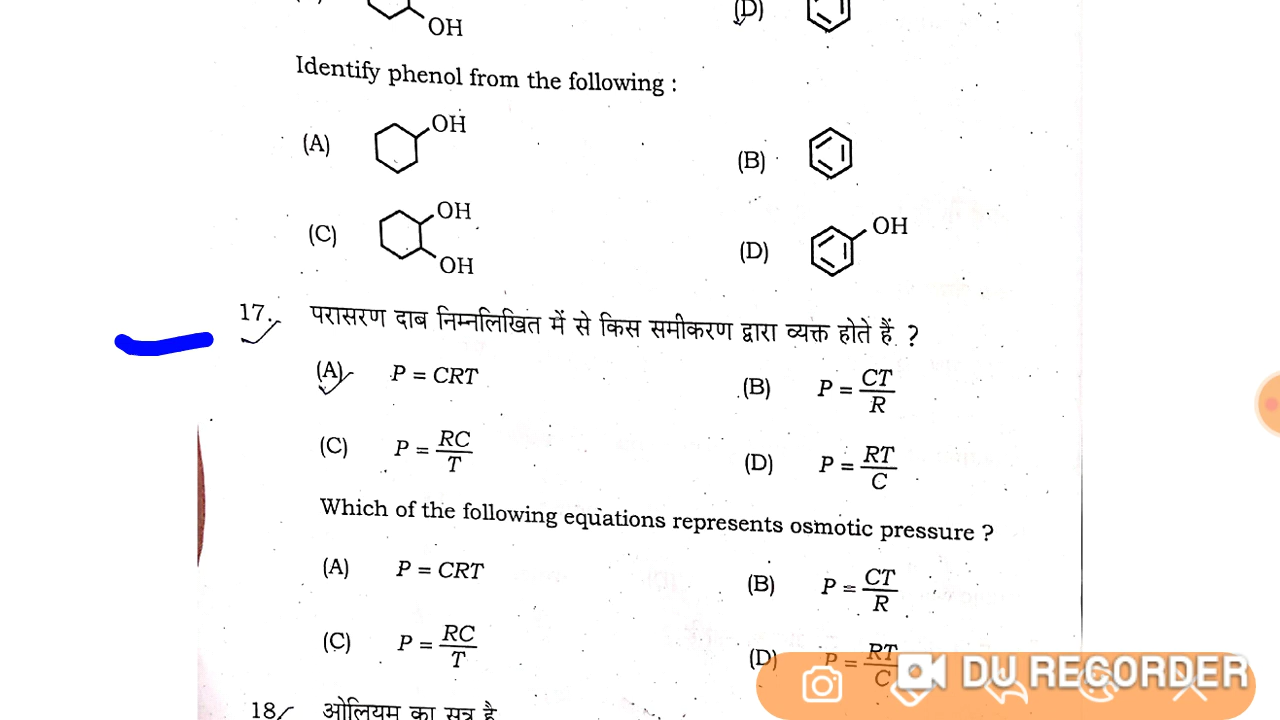 OH
(D)
Identify phenol from the following :
(A) OH
(B)
(C) OH
OH
(D) OH
17. परासरण दाब निम्नलिखित में से किस समीकरण द्वारा व्यक्त होते हैं ?
(A) P = CRT
(B) P = CT/R
(C) P = RC/T
(D) P = RT/C
Which of the following equations represents osmotic pressure ?
(A) P = CRT
(B) P = CT/R
(C) P = RC/T
(D) P = RT/C
DU RECORDER
18. ओलियम का सूत्र है